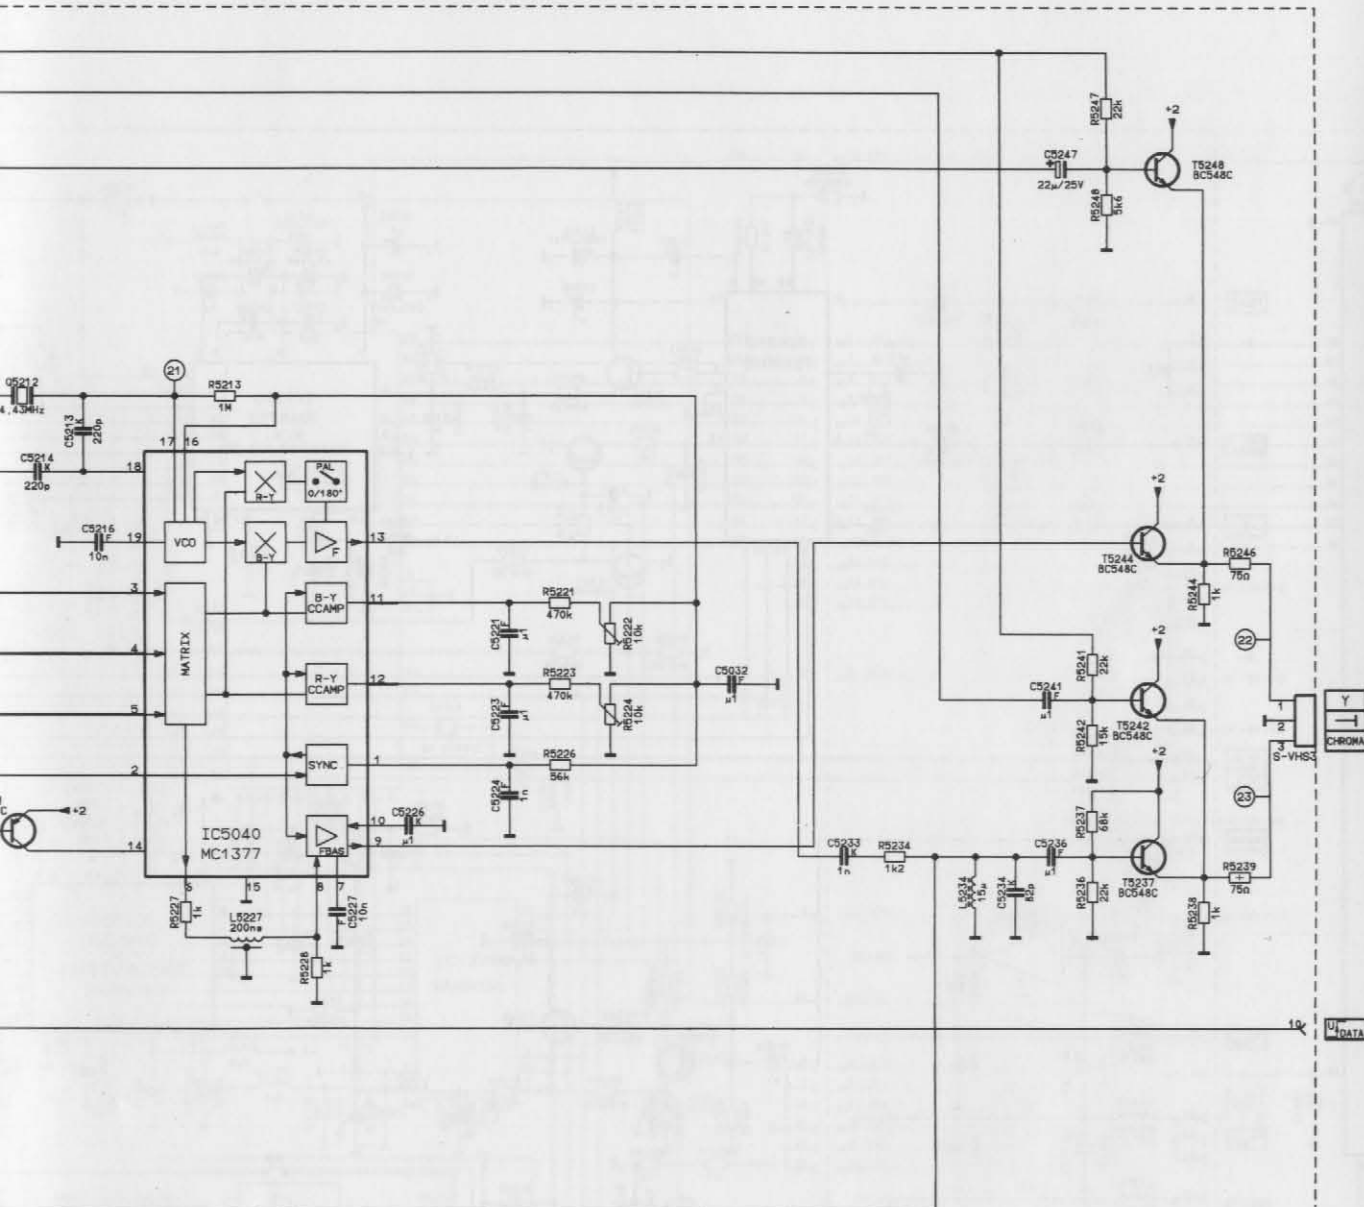 R5247
22k
+2
C5247
22µ/25V
T5248
BC548C
R5248
5k6
21
Q5212
4,43MHz
R5213
1M
C5213
K
220p
17 16
C5214
K
220p
18
PAL
0/180°
R-Y
+2
C5216
F
10n
19
VCO
B-Y
F
13
T5244
BC548C
R5246
75Ω
R5244
1k
3
B-Y
CCAMP
11
C5221
F
R5221
470k
R5222
10k
+2
22
MATRIX
4
R-Y
CCAMP
12
C5223
F
R5223
470k
R5224
10k
C5032
F
R5241
22k
C5241
F
T5242
BC548C
R5242
15k
5
1
2
3
S-VHS3
Y
CHROMA
SYNC
1
R5226
56k
C5224
1n
2
+2
+2
23
IC5040
MC1377
14
FBAS
10
9
C5226
K
C5233
K
1n
R5234
1k2
L5234
15µ
C5234
K
82p
C5236
F
R5237
68k
T5237
BC548C
R5236
22k
R5239
75Ω
R5238
1k
6
15
8
7
R5227
1k
L5227
200ns
C5227
F
10n
R5228
1k
10
DATA